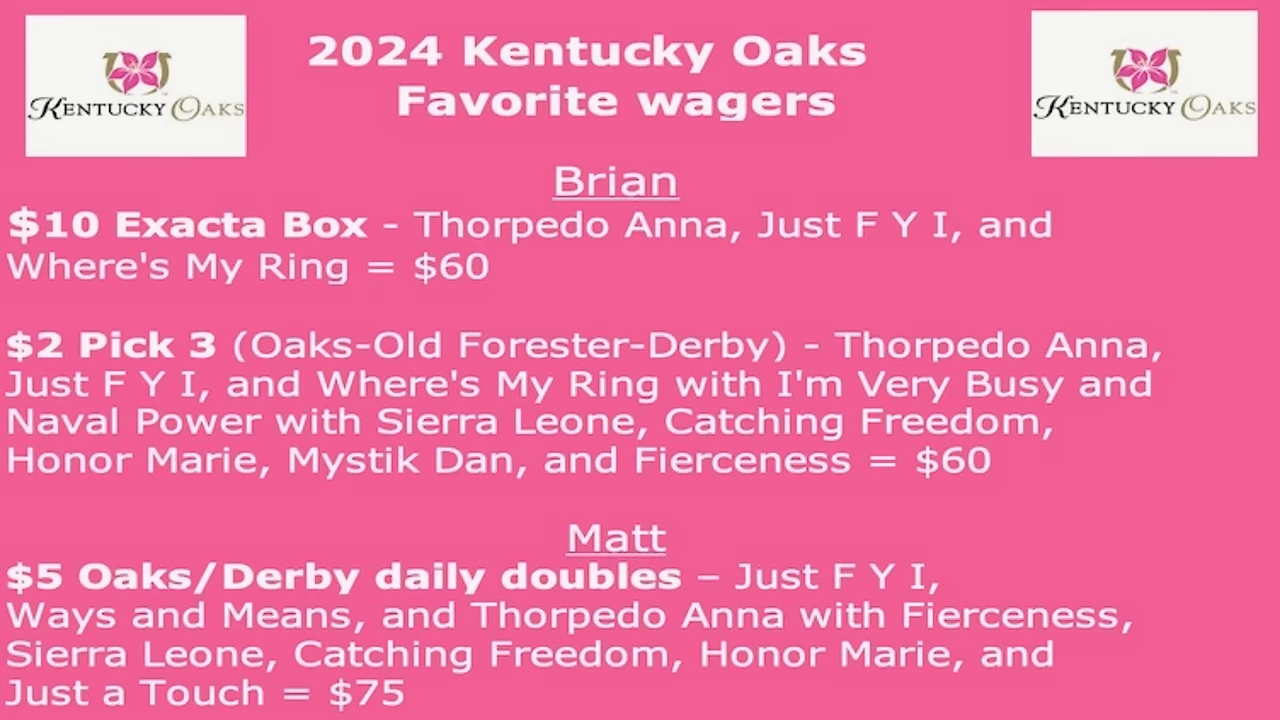 KENTUCKY OAKS
2024 Kentucky Oaks
Favorite wagers
KENTUCKY OAKS
Brian
$10 Exacta Box - Thorpedo Anna, Just F Y I, and
Where's My Ring = $60
$2 Pick 3 (Oaks-Old Forester-Derby) - Thorpedo Anna,
Just F Y I, and Where's My Ring with I'm Very Busy and
Naval Power with Sierra Leone, Catching Freedom,
Honor Marie, Mystik Dan, and Fierceness = $60
Matt
$5 Oaks/Derby daily doubles – Just F Y I,
Ways and Means, and Thorpedo Anna with Fierceness,
Sierra Leone, Catching Freedom, Honor Marie, and
Just a Touch = $75